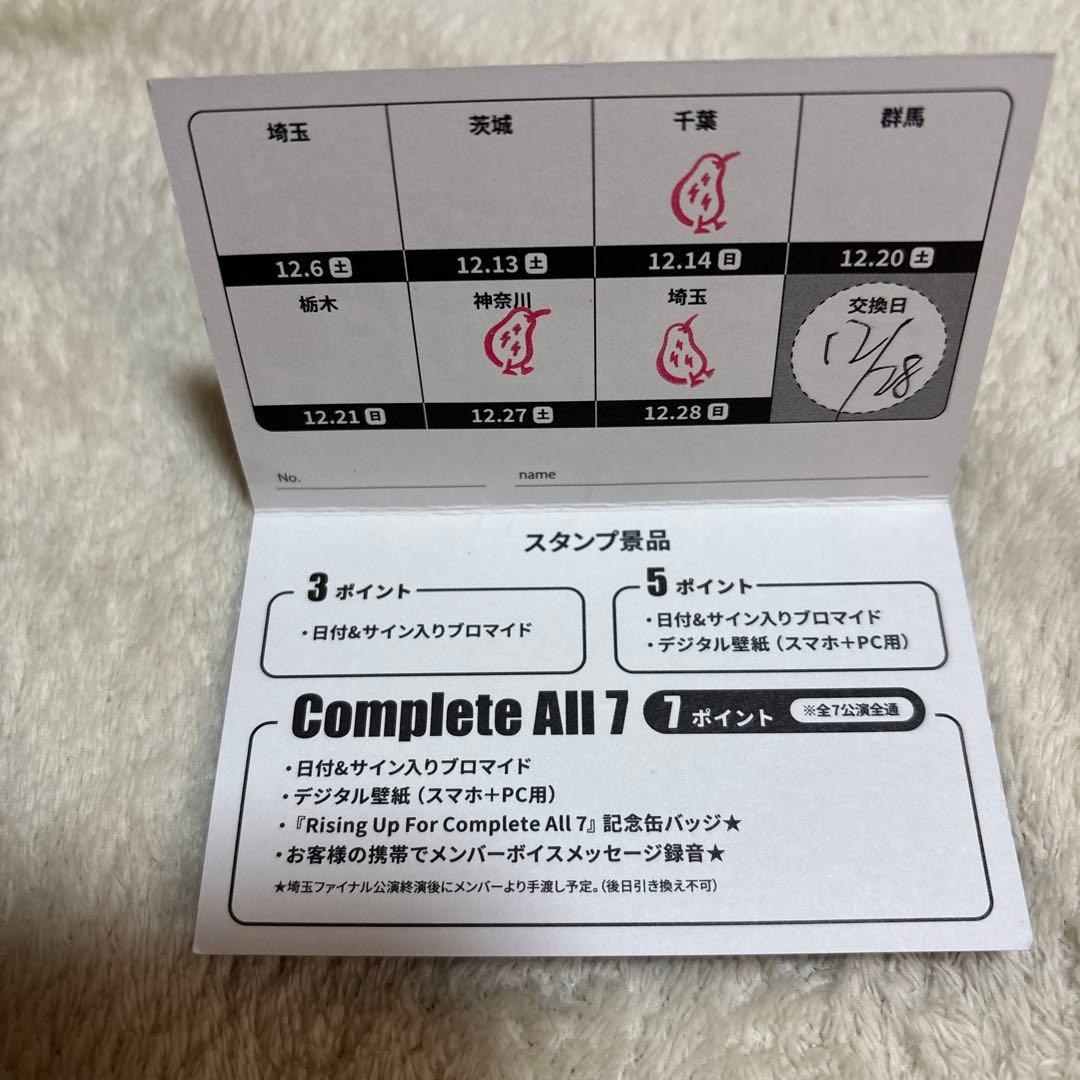 埼玉 茨城 千葉 群馬
12.6 土 12.13 土 12.14 日 12.20 土
栃木 神奈川 埼玉 交換日
12/28
12.21 日 12.27 土 12.28 日
No. name
スタンプ景品
3 ポイント
・日付&サイン入りブロマイド
5 ポイント
・日付&サイン入りブロマイド
・デジタル壁紙（スマホ+PC用）
Complete All 7 7 ポイント ※全7公演全通
・日付&サイン入りブロマイド
・デジタル壁紙（スマホ+PC用）
・『Rising Up For Complete All 7』記念缶バッジ★
・お客様の携帯でメンバーボイスメッセージ録音★
★埼玉ファイナル公演終演後にメンバーより手渡し予定。（後日引き換え不可）